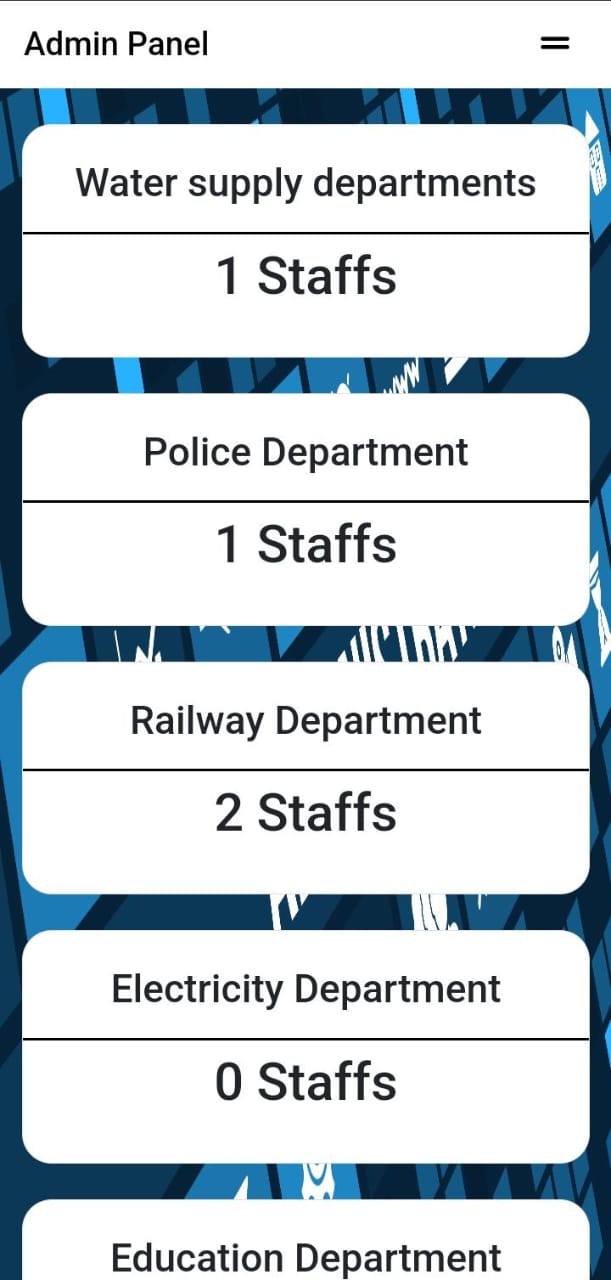 Admin Panel
Water supply departments
1 Staffs
Police Department
1 Staffs
www
Railway Department
2 Staffs
Electricity Department
0 Staffs
Education Department